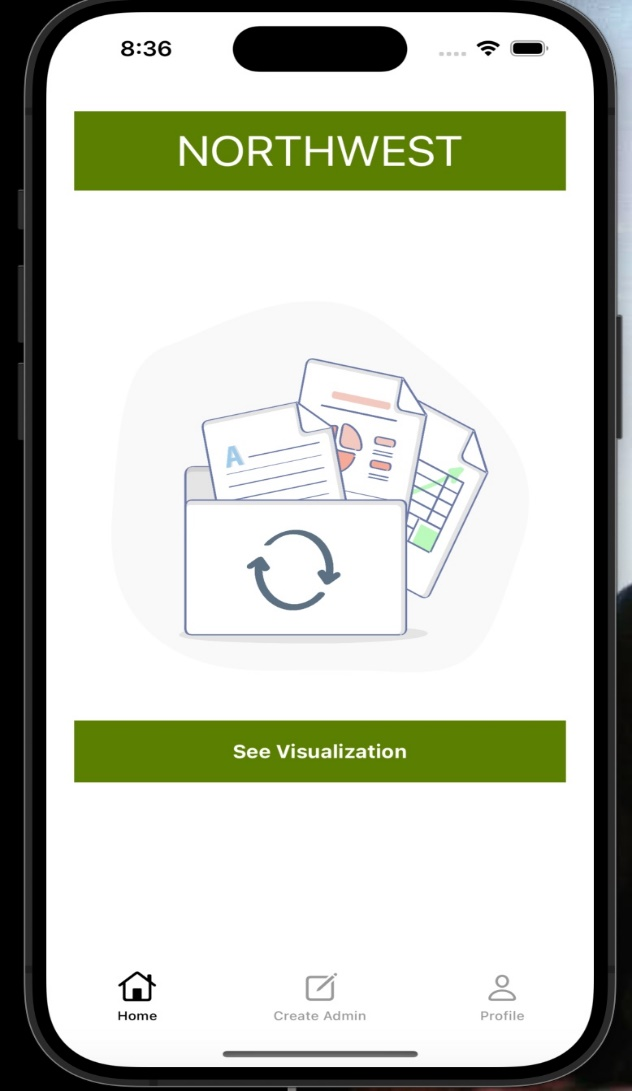 8:36
NORTHWEST
A
See Visualization
Home
Create Admin
Profile